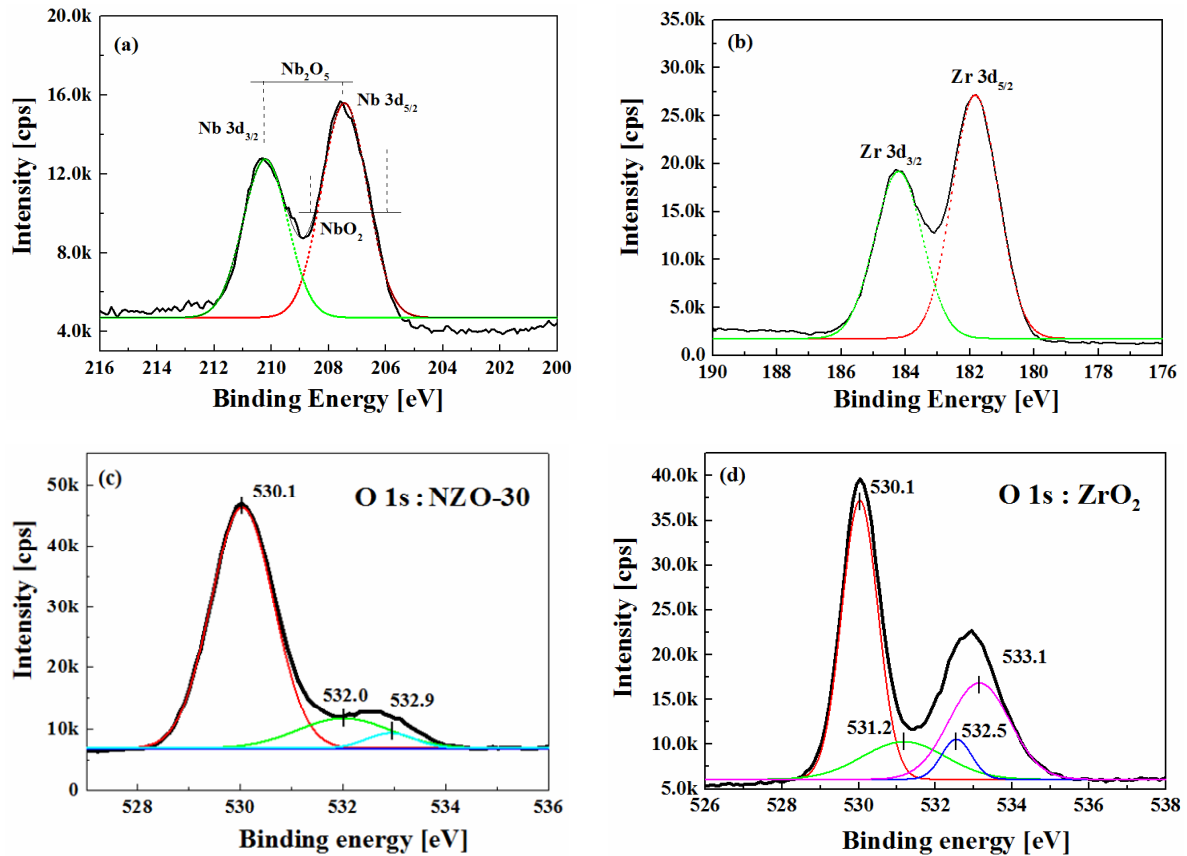 (a)
Nb₂O₅
Nb 3d₅/₂
Nb 3d₃/₂
NbO₂
20.0k
16.0k
12.0k
8.0k
4.0k
Intensity [cps]
216 214 212 210 208 206 204 202 200
Binding Energy [eV]
(b)
Zr 3d₅/₂
Zr 3d₃/₂
35.0k
30.0k
25.0k
20.0k
15.0k
10.0k
5.0k
0.0
Intensity [cps]
190 188 186 184 182 180 178 176
Binding Energy [eV]
(c)
530.1
O 1s : NZO-30
532.0
532.9
50k
40k
30k
20k
10k
0
Intensity [cps]
528 530 532 534 536
Binding energy [eV]
(d)
530.1
O 1s : ZrO₂
533.1
531.2
532.5
40.0k
35.0k
30.0k
25.0k
20.0k
15.0k
10.0k
5.0k
Intensity [cps]
526 528 530 532 534 536 538
Binding energy [eV]